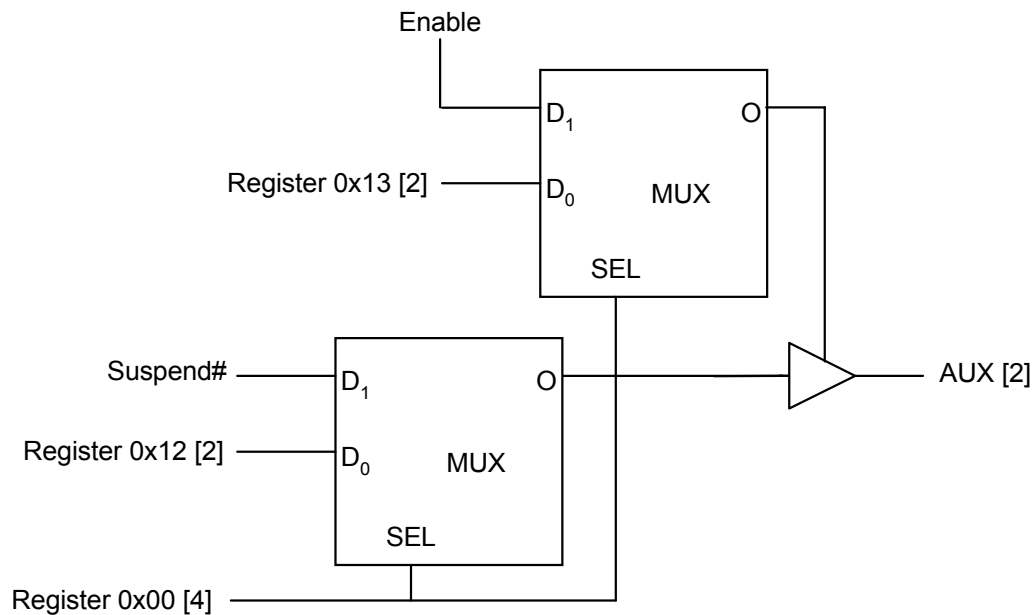 Enable
D1 O
Register 0x13 [2] D0 MUX
SEL
Suspend# D1 O AUX [2]
Register 0x12 [2] D0 MUX
SEL
Register 0x00 [4]